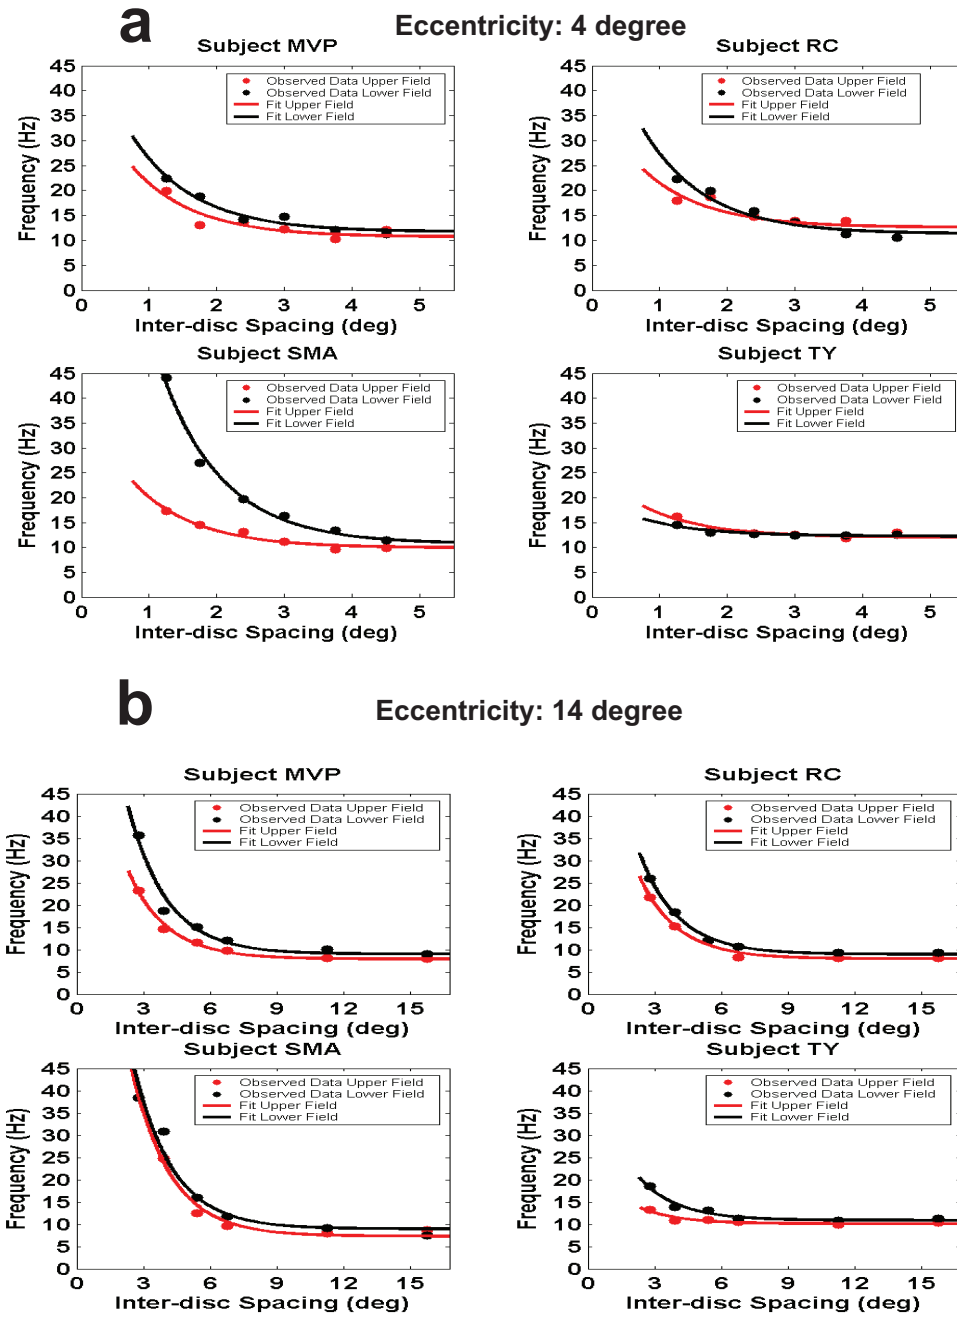 a
Eccentricity: 4 degree
Subject MVP
45
40
35
30
25
20
15
10
5
0
Frequency (Hz)
Observed Data Upper Field
Observed Data Lower Field
Fit Upper Field
Fit Lower Field
0 1 2 3 4 5
Inter-disc Spacing (deg)
Subject RC
45
40
35
30
25
20
15
10
5
0
Frequency (Hz)
Observed Data Upper Field
Observed Data Lower Field
Fit Upper Field
Fit Lower Field
0 1 2 3 4 5
Inter-disc Spacing (deg)
Subject SMA
45
40
35
30
25
20
15
10
5
0
Frequency (Hz)
Observed Data Upper Field
Observed Data Lower Field
Fit Upper Field
Fit Lower Field
0 1 2 3 4 5
Inter-disc Spacing (deg)
Subject TY
45
40
35
30
25
20
15
10
5
0
Frequency (Hz)
Observed Data Upper Field
Observed Data Lower Field
Fit Upper Field
Fit Lower Field
0 1 2 3 4 5
Inter-disc Spacing (deg)
b
Eccentricity: 14 degree
Subject MVP
45
40
35
30
25
20
15
10
5
0
Frequency (Hz)
Observed Data Upper Field
Observed Data Lower Field
Fit Upper Field
Fit Lower Field
0 3 6 9 12 15
Inter-disc Spacing (deg)
Subject RC
45
40
35
30
25
20
15
10
5
0
Frequency (Hz)
Observed Data Upper Field
Observed Data Lower Field
Fit Upper Field
Fit Lower Field
0 3 6 9 12 15
Inter-disc Spacing (deg)
Subject SMA
45
40
35
30
25
20
15
10
5
0
Frequency (Hz)
Observed Data Upper Field
Observed Data Lower Field
Fit Upper Field
Fit Lower Field
0 3 6 9 12 15
Inter-disc Spacing (deg)
Subject TY
45
40
35
30
25
20
15
10
5
0
Frequency (Hz)
Observed Data Upper Field
Observed Data Lower Field
Fit Upper Field
Fit Lower Field
0 3 6 9 12 15
Inter-disc Spacing (deg)